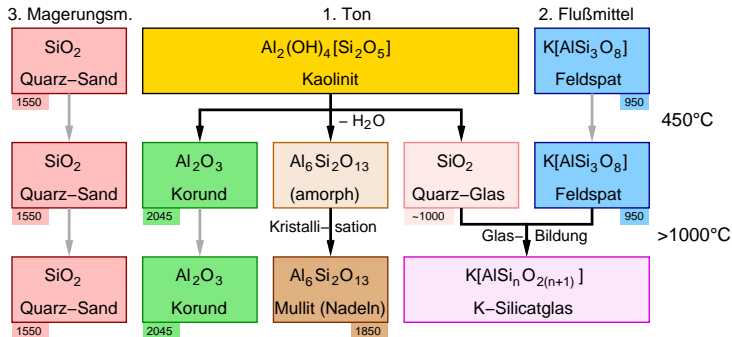 3. Magerungsm.
1. Ton
2. Flußmittel
SiO2
Quarz–Sand
1550
Al2(OH)4[Si2O5]
Kaolinit
K[AlSi3O8]
Feldspat
950
– H2O
450°C
SiO2
Quarz–Sand
1550
Al2O3
Korund
2045
Al6Si2O13
(amorph)
SiO2
Quarz–Glas
~1000
K[AlSi3O8]
Feldspat
950
Kristalli– sation
Glas– Bildung
>1000°C
SiO2
Quarz–Sand
1550
Al2O3
Korund
2045
Al6Si2O13
Mullit (Nadeln)
1850
K[AlSinO2(n+1) ]
K–Silicatglas